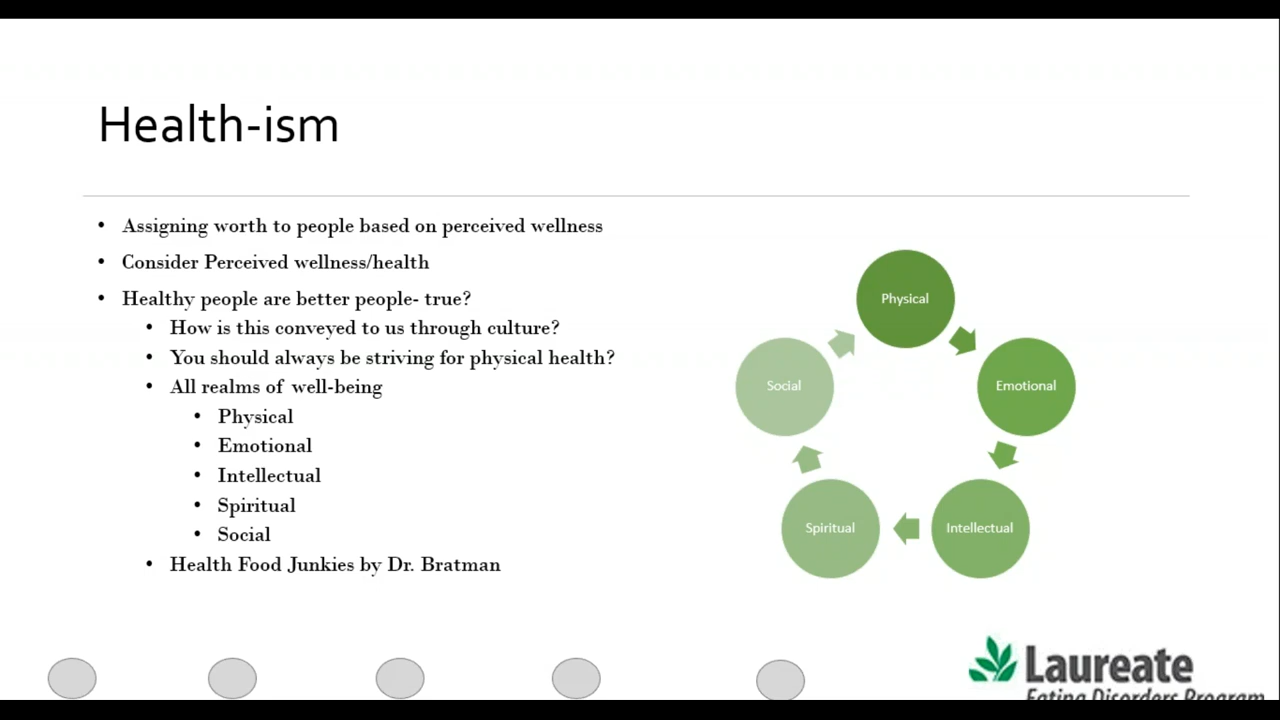 Health-ism
Assigning worth to people based on perceived wellness
Consider Perceived wellness/health
Healthy people are better people- true?
How is this conveyed to us through culture?
You should always be striving for physical health?
All realms of well-being
Physical
Emotional
Intellectual
Spiritual
Social
Health Food Junkies by Dr. Bratman
Physical
Emotional
Intellectual
Spiritual
Social
Laureate
Eating Disorders Program